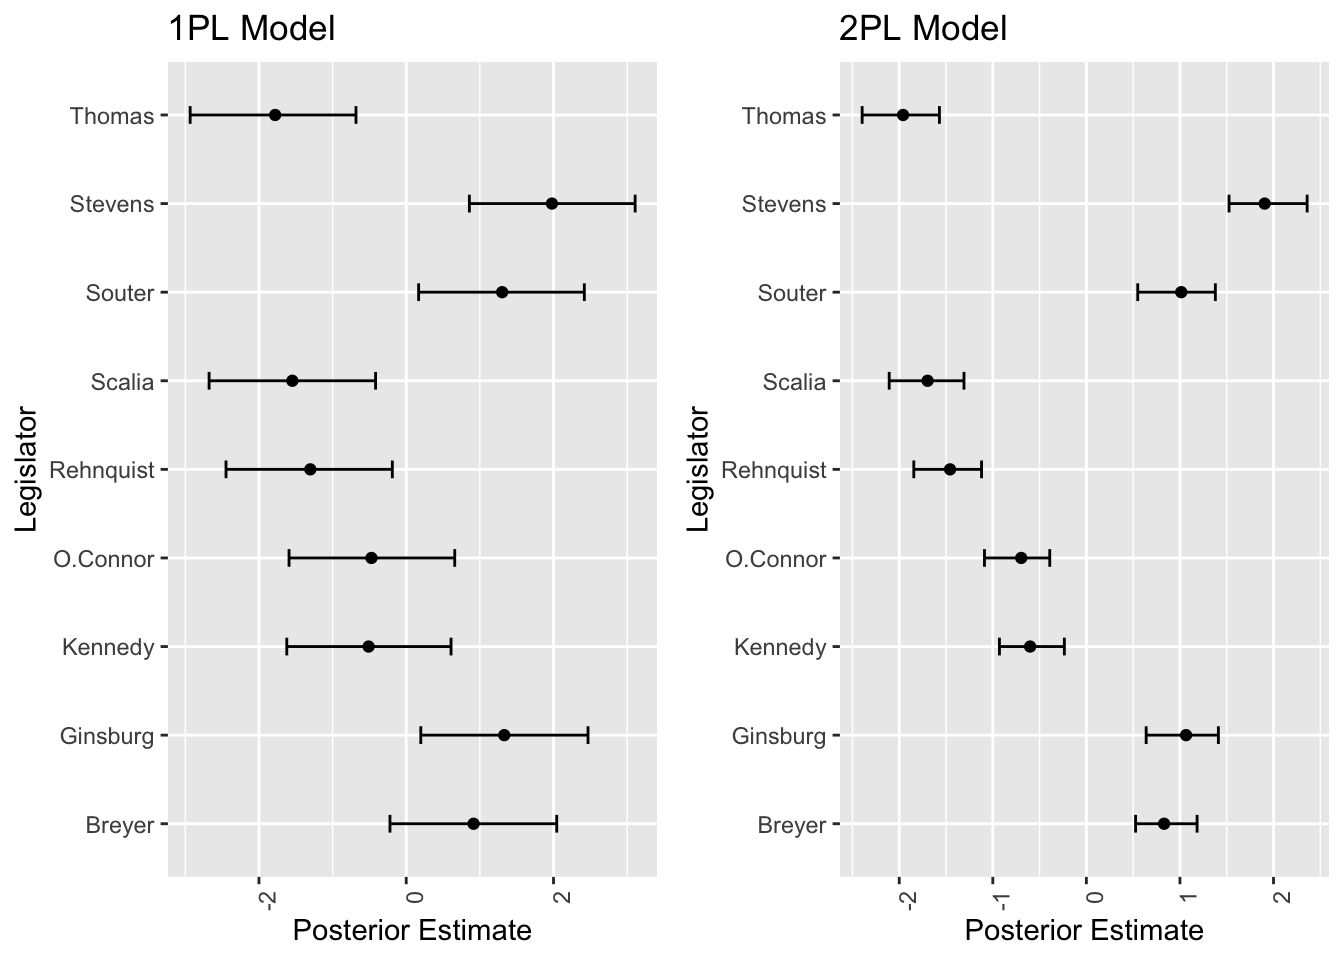 1PL Model
Legislator
Thomas
Stevens
Souter
Scalia
Rehnquist
O.Connor
Kennedy
Ginsburg
Breyer
-2
0
2
Posterior Estimate
2PL Model
Legislator
Thomas
Stevens
Souter
Scalia
Rehnquist
O.Connor
Kennedy
Ginsburg
Breyer
-2
-1
0
1
2
Posterior Estimate